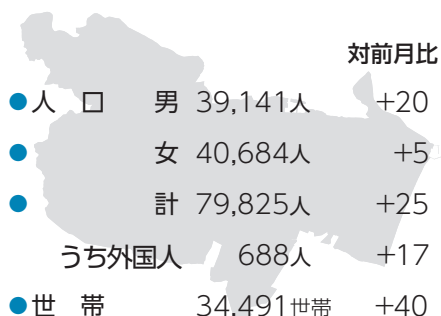 対前月比
●人 口 男 39,141人 +20
● 女 40,684人 +5
● 計 79,825人 +25
うち外国人 688人 +17
●世 帯 34,491世帯 +40